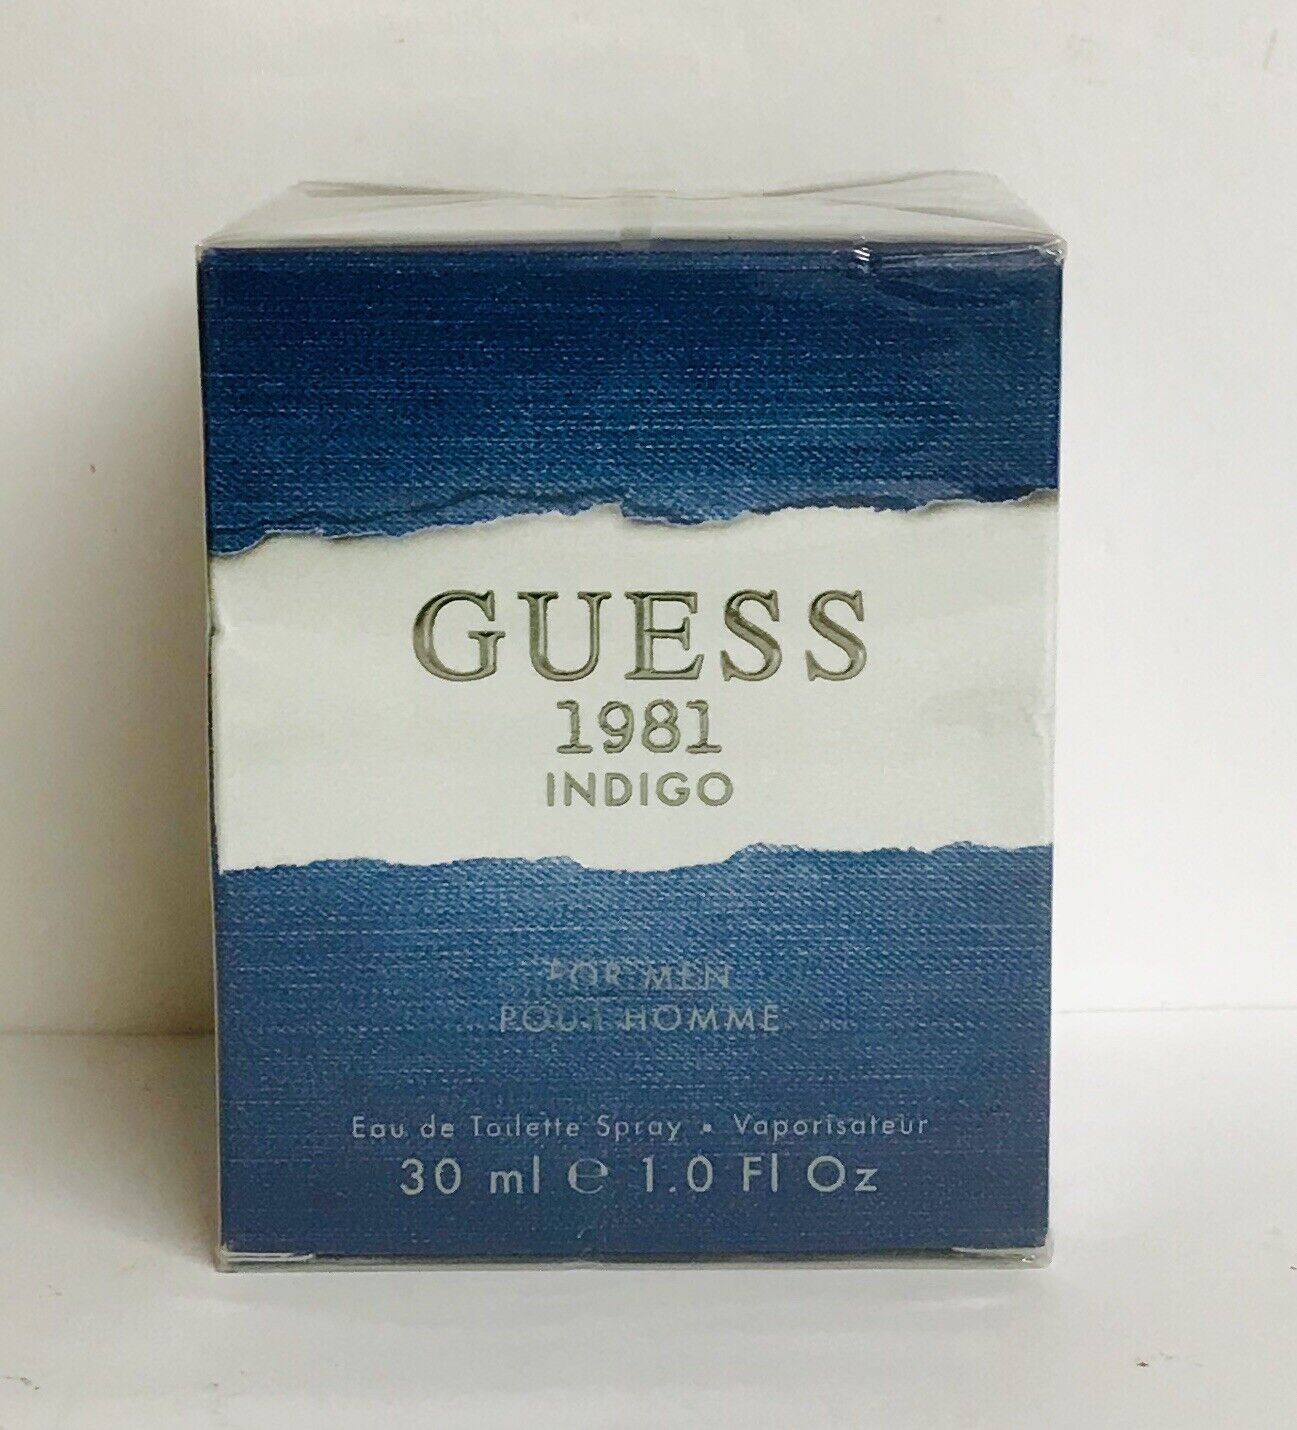 GUESS
1981
INDIGO
FOR MEN
POUR HOMME
Eau de Toilette Spray • Vaporisateur
30 ml ℮ 1.0 Fl Oz